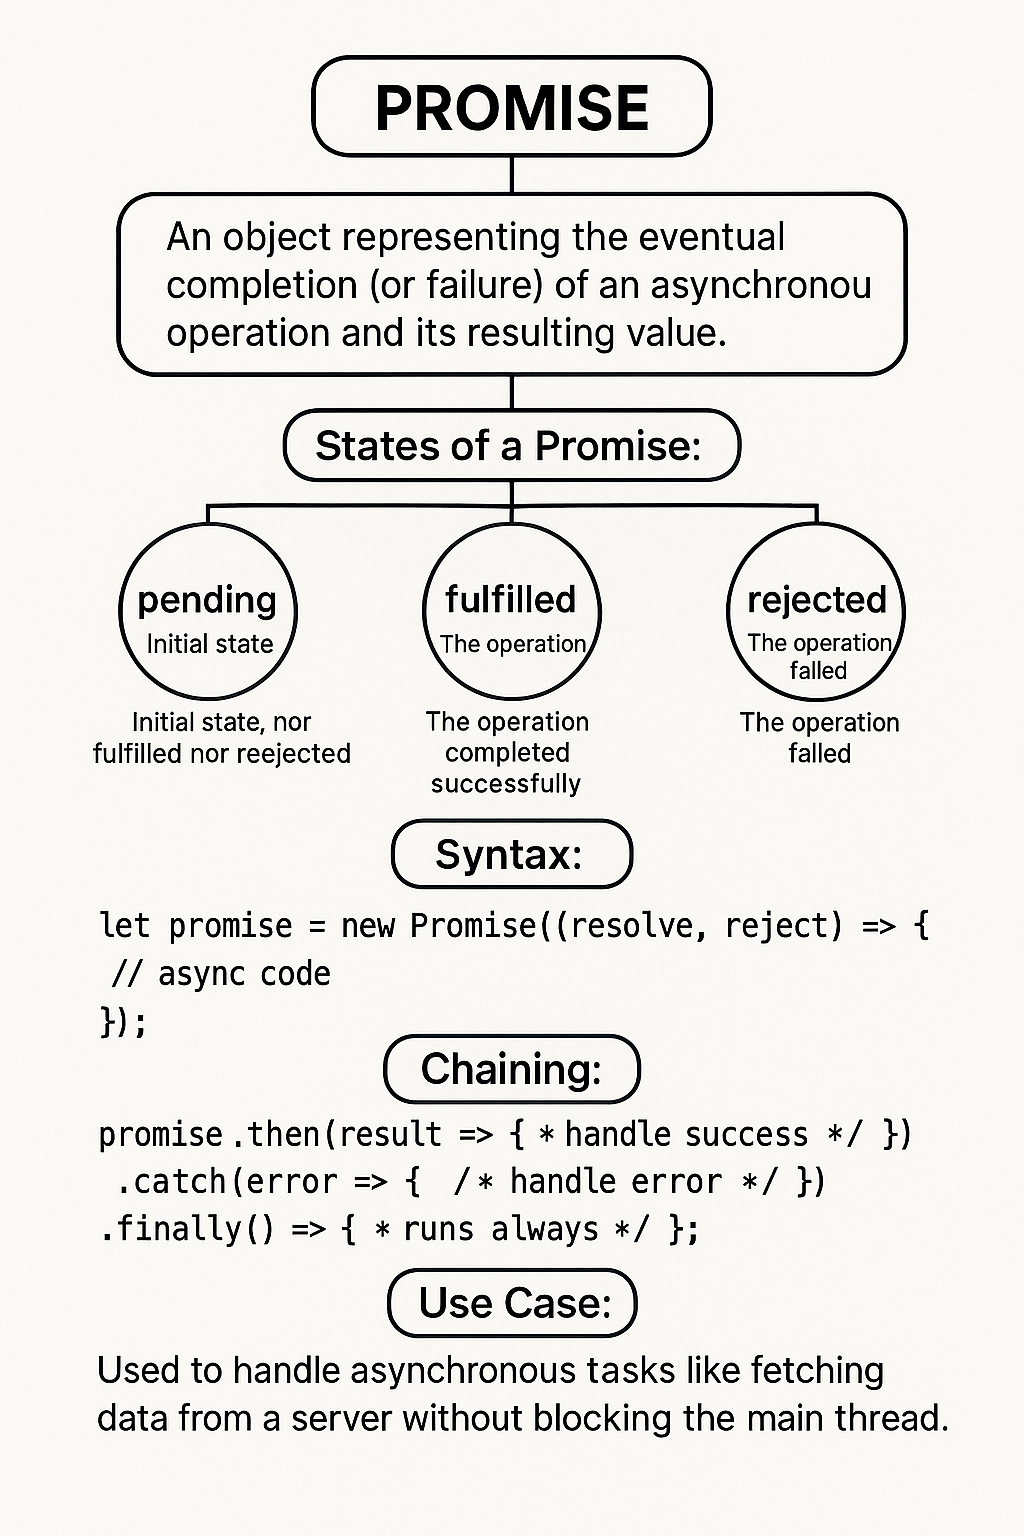 PROMISE
An object representing the eventual
completion (or failure) of an asynchronou
operation and its resulting value.
States of a Promise:
pending
Initial state
Initial state, nor
fulfilled nor reejected
fulfilled
The operation
The operation
completed
successfully
rejected
The operation
falled
The operation
falled
Syntax:
let promise = new Promise((resolve, reject) => {
// async code
});
Chaining:
promise .then(result => { * handle success */ })
.catch(error => { /* handle error */ })
.finally() => { * runs always */ };
Use Case:
Used to handle asynchronous tasks like fetching
data from a server without blocking the main thread.